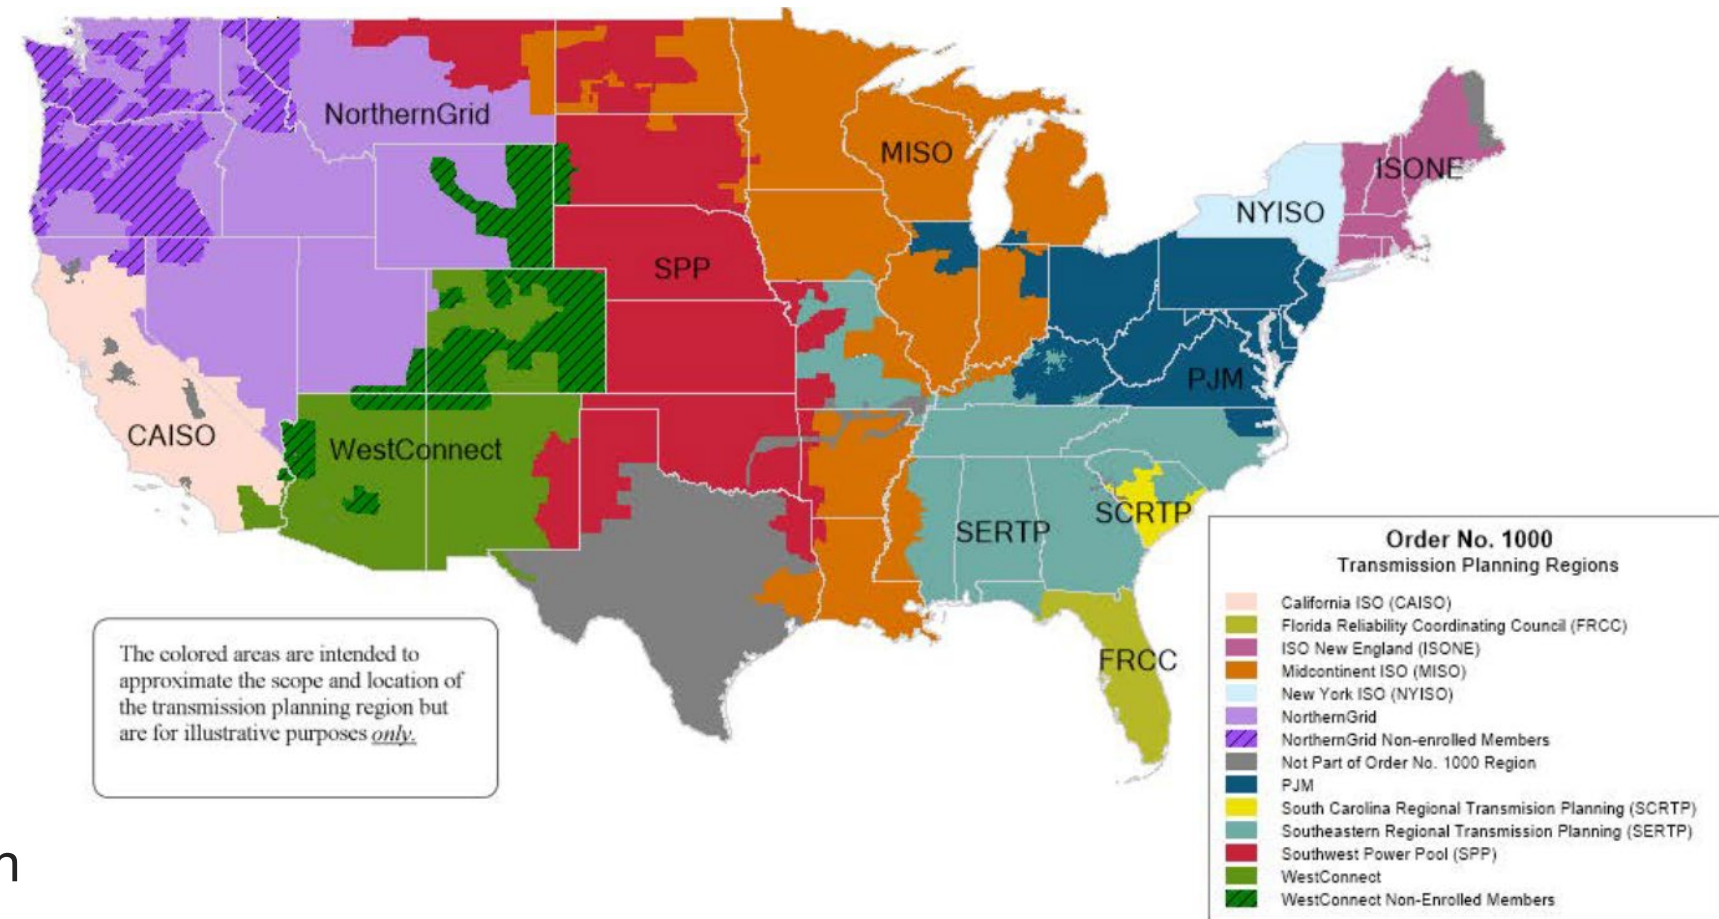 NorthernGrid
MISO
ISONE
NYISO
SPP
PJM
CAISO
WestConnect
SCRTP
SERTP
FRCC
The colored areas are intended to
approximate the scope and location of
the transmission planning region but
are for illustrative purposes only.
Order No. 1000
Transmission Planning Regions
California ISO (CAISO)
Florida Reliability Coordinating Council (FRCC)
ISO New England (ISONE)
Midcontinent ISO (MISO)
New York ISO (NYISO)
NorthernGrid
NorthernGrid Non-enrolled Members
Not Part of Order No. 1000 Region
PJM
South Carolina Regional Transmision Planning (SCRTP)
Southeastern Regional Transmission Planning (SERTP)
Southwest Power Pool (SPP)
WestConnect
WestConnect Non-Enrolled Members
n